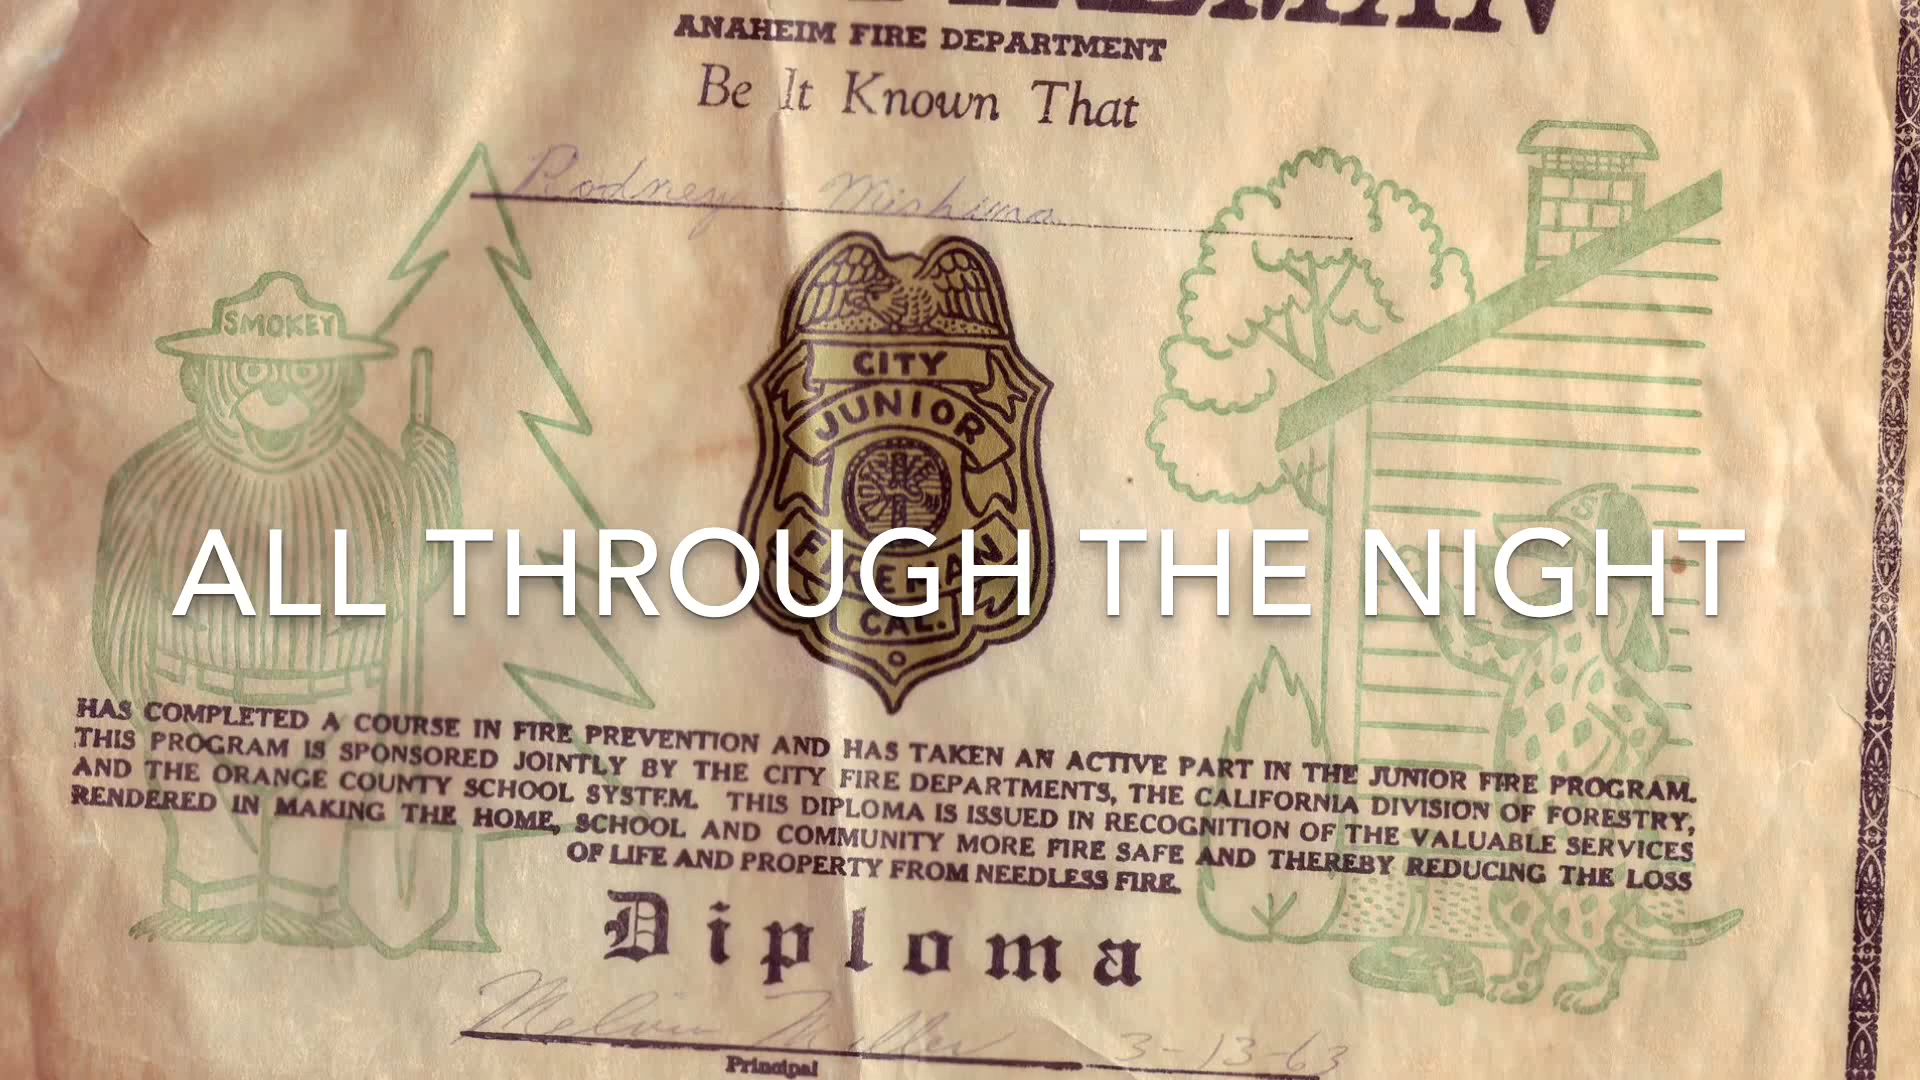 ANAHEIM FIRE DEPARTMENT
Be It Known That
Rodney Mishima
SMOKEY
CITY
JUNIOR
FIREMAN
CAL.
ALL THROUGH THE NIGHT
HAS COMPLETED A COURSE IN FIRE PREVENTION AND HAS TAKEN AN ACTIVE PART IN THE JUNIOR FIRE PROGRAM.
THIS PROGRAM IS SPONSORED JOINTLY BY THE CITY FIRE DEPARTMENTS, THE CALIFORNIA DIVISION OF FORESTRY,
AND THE ORANGE COUNTY SCHOOL SYSTEM. THIS DIPLOMA IS ISSUED IN RECOGNITION OF THE VALUABLE SERVICES
RENDERED IN MAKING THE HOME, SCHOOL AND COMMUNITY MORE FIRE SAFE AND THEREBY REDUCING THE LOSS
OF LIFE AND PROPERTY FROM NEEDLESS FIRE.
Diploma
Melvin Miller 3-13-63
Principal